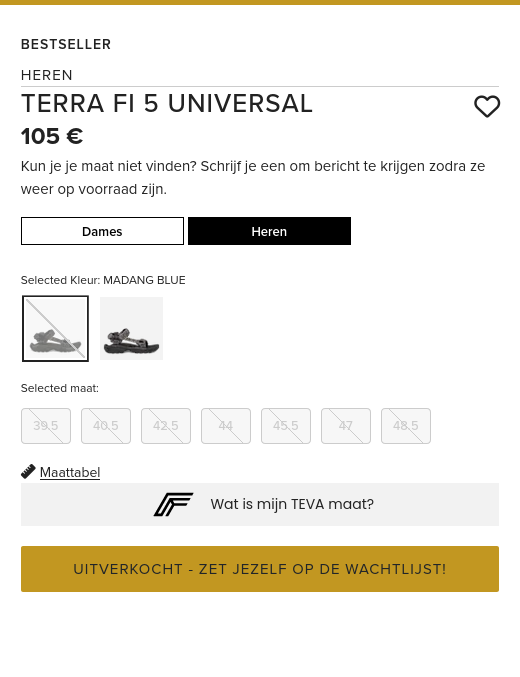 BESTSELLER
HEREN
TERRA FI 5 UNIVERSAL
105 €
Kun je je maat niet vinden? Schrijf je een om bericht te krijgen zodra ze
weer op voorraad zijn.
Dames Heren
Selected Kleur: MADANG BLUE
Selected maat:
39.5 40.5 42.5 44 45.5 47 48.5
Maattabel
Wat is mijn TEVA maat?
UITVERKOCHT - ZET JEZELF OP DE WACHTLIJST!